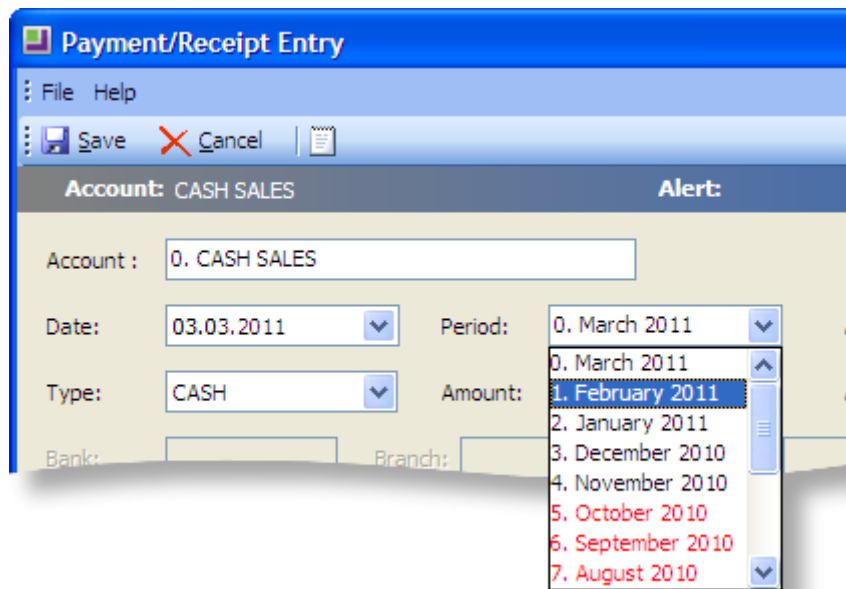 Payment/Receipt Entry
File Help
Save Cancel
Account: CASH SALES Alert:
Account : 0. CASH SALES
Date: 03.03.2011 Period: 0. March 2011
0. March 2011
Type: CASH Amount: 1. February 2011
2. January 2011
Bank: Branch: 3. December 2010
4. November 2010
5. October 2010
6. September 2010
7. August 2010